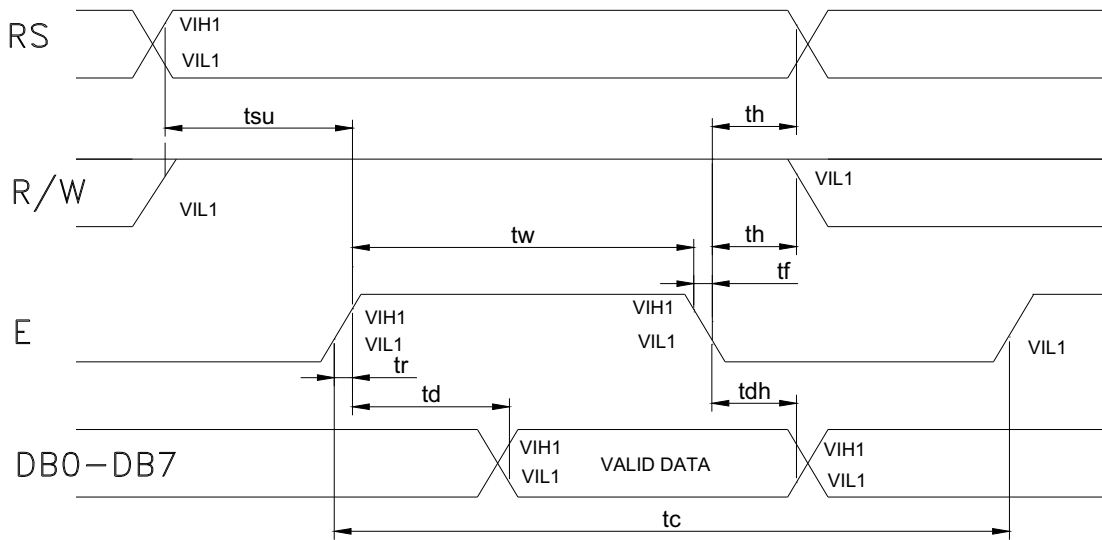 RS
VIH1
VIL1
tsu
th
R/W
VIL1
VIL1
tw
th
tf
E
VIH1
VIL1
VIH1
VIL1
VIL1
tr
td
tdh
DB0-DB7
VIH1
VIL1
VALID DATA
VIH1
VIL1
tc